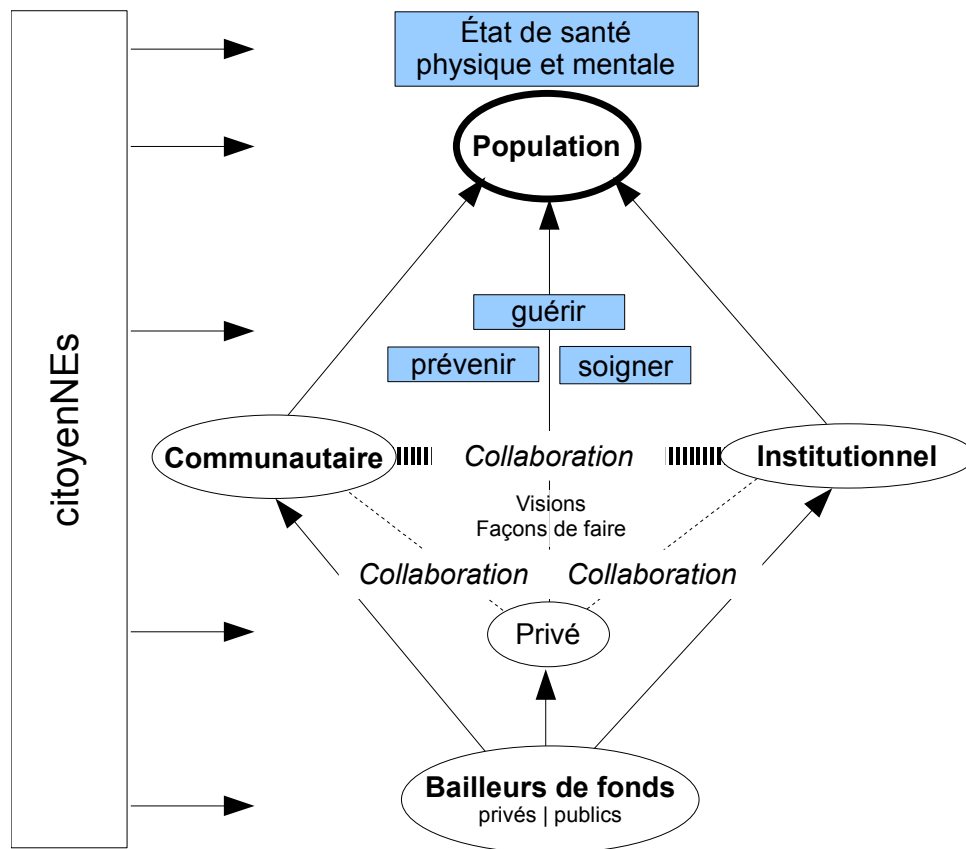 État de santé
physique et mentale
Population
citoyenNEs
guérir
prévenir
soigner
Communautaire
Collaboration
Institutionnel
Visions
Façons de faire
Collaboration
Collaboration
Privé
Bailleurs de fonds
privés | publics